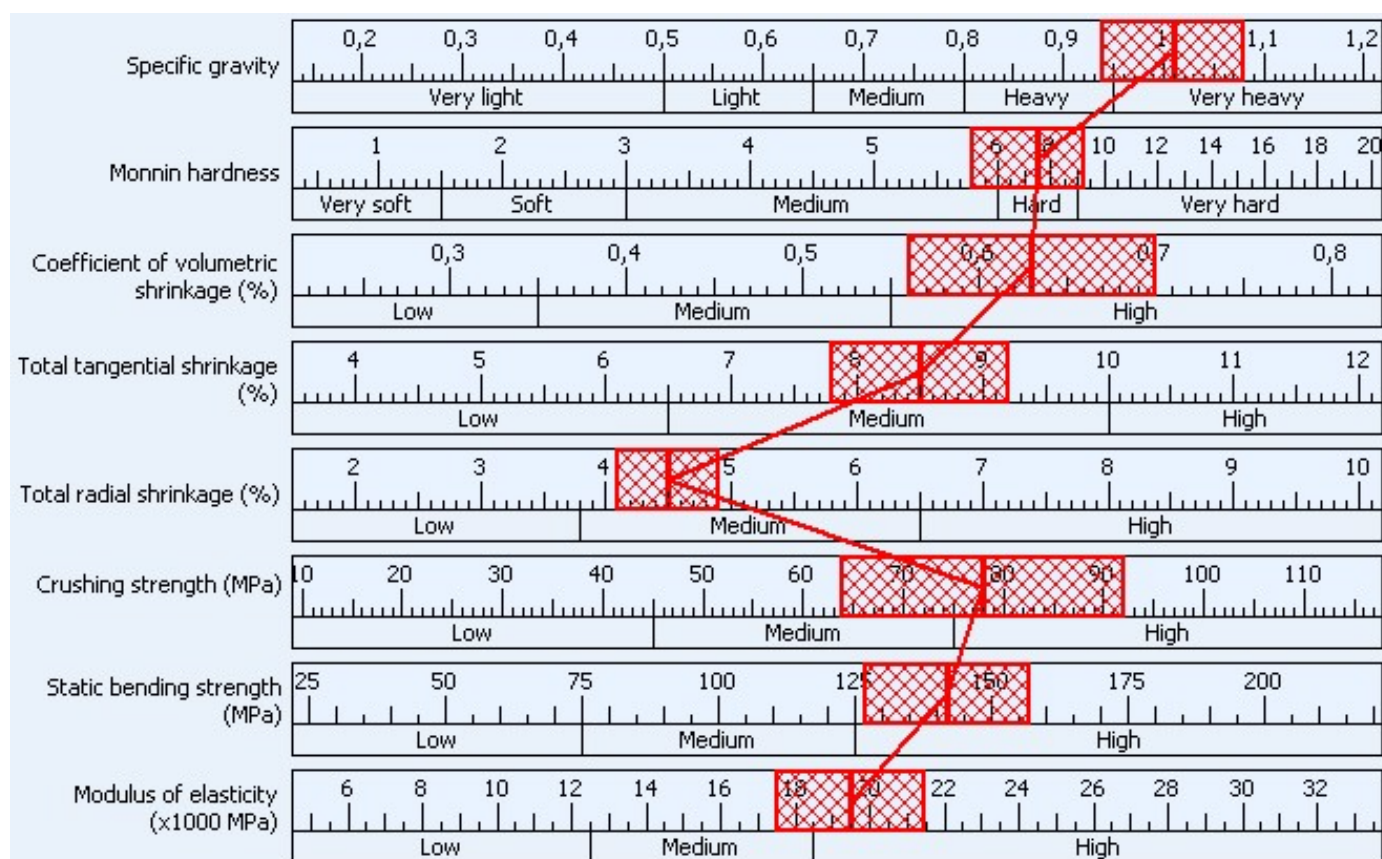 0,2 0,3 0,4 0,5 0,6 0,7 0,8 0,9 1 1,1 1,2
Specific gravity
Very light Light Medium Heavy Very heavy
1 2 3 4 5 6 8 10 12 14 16 18 20
Monnin hardness
Very soft Soft Medium Hard Very hard
Coefficient of volumetric
0,3 0,4 0,5 0,6 0,7 0,8
shrinkage (%)
Low Medium High
Total tangential shrinkage
4 5 6 7 8 9 10 11 12
(%)
Low Medium High
2 3 4 5 6 7 8 9 10
Total radial shrinkage (%)
Low Medium High
10 20 30 40 50 60 70 80 90 100 110
Crushing strength (MPa)
Low Medium High
Static bending strength
25 50 75 100 125 150 175 200
(MPa)
Low Medium High
Modulus of elasticity
6 8 10 12 14 16 18 20 22 24 26 28 30 32
(x1000 MPa)
Low Medium High